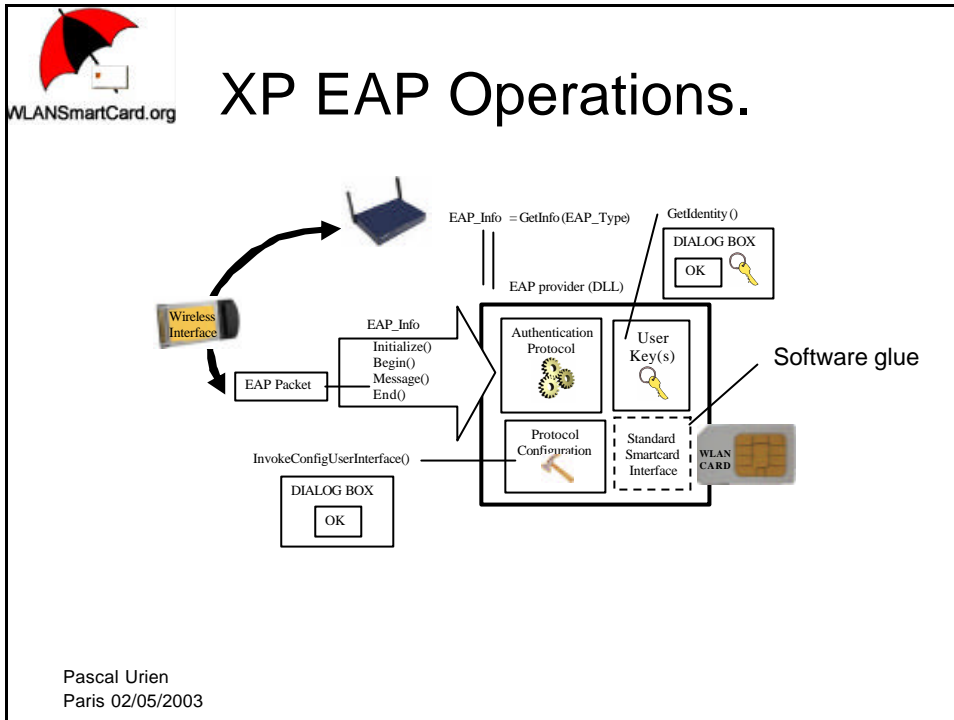 WLANSmartCard.org
XP EAP Operations.
EAP_Info = GetInfo(EAP_Type)
GetIdentity()
DIALOG BOX
OK
EAP provider (DLL)
Wireless
Interface
EAP_Info
Initialize()
Begin()
Message()
End()
EAP Packet
Authentication
Protocol
User
Key(s)
Software glue
Protocol
Configuration
Standard
Smartcard
Interface
WLAN
CARD
InvokeConfigUserInterface()
DIALOG BOX
OK
Pascal Urien
Paris 02/05/2003